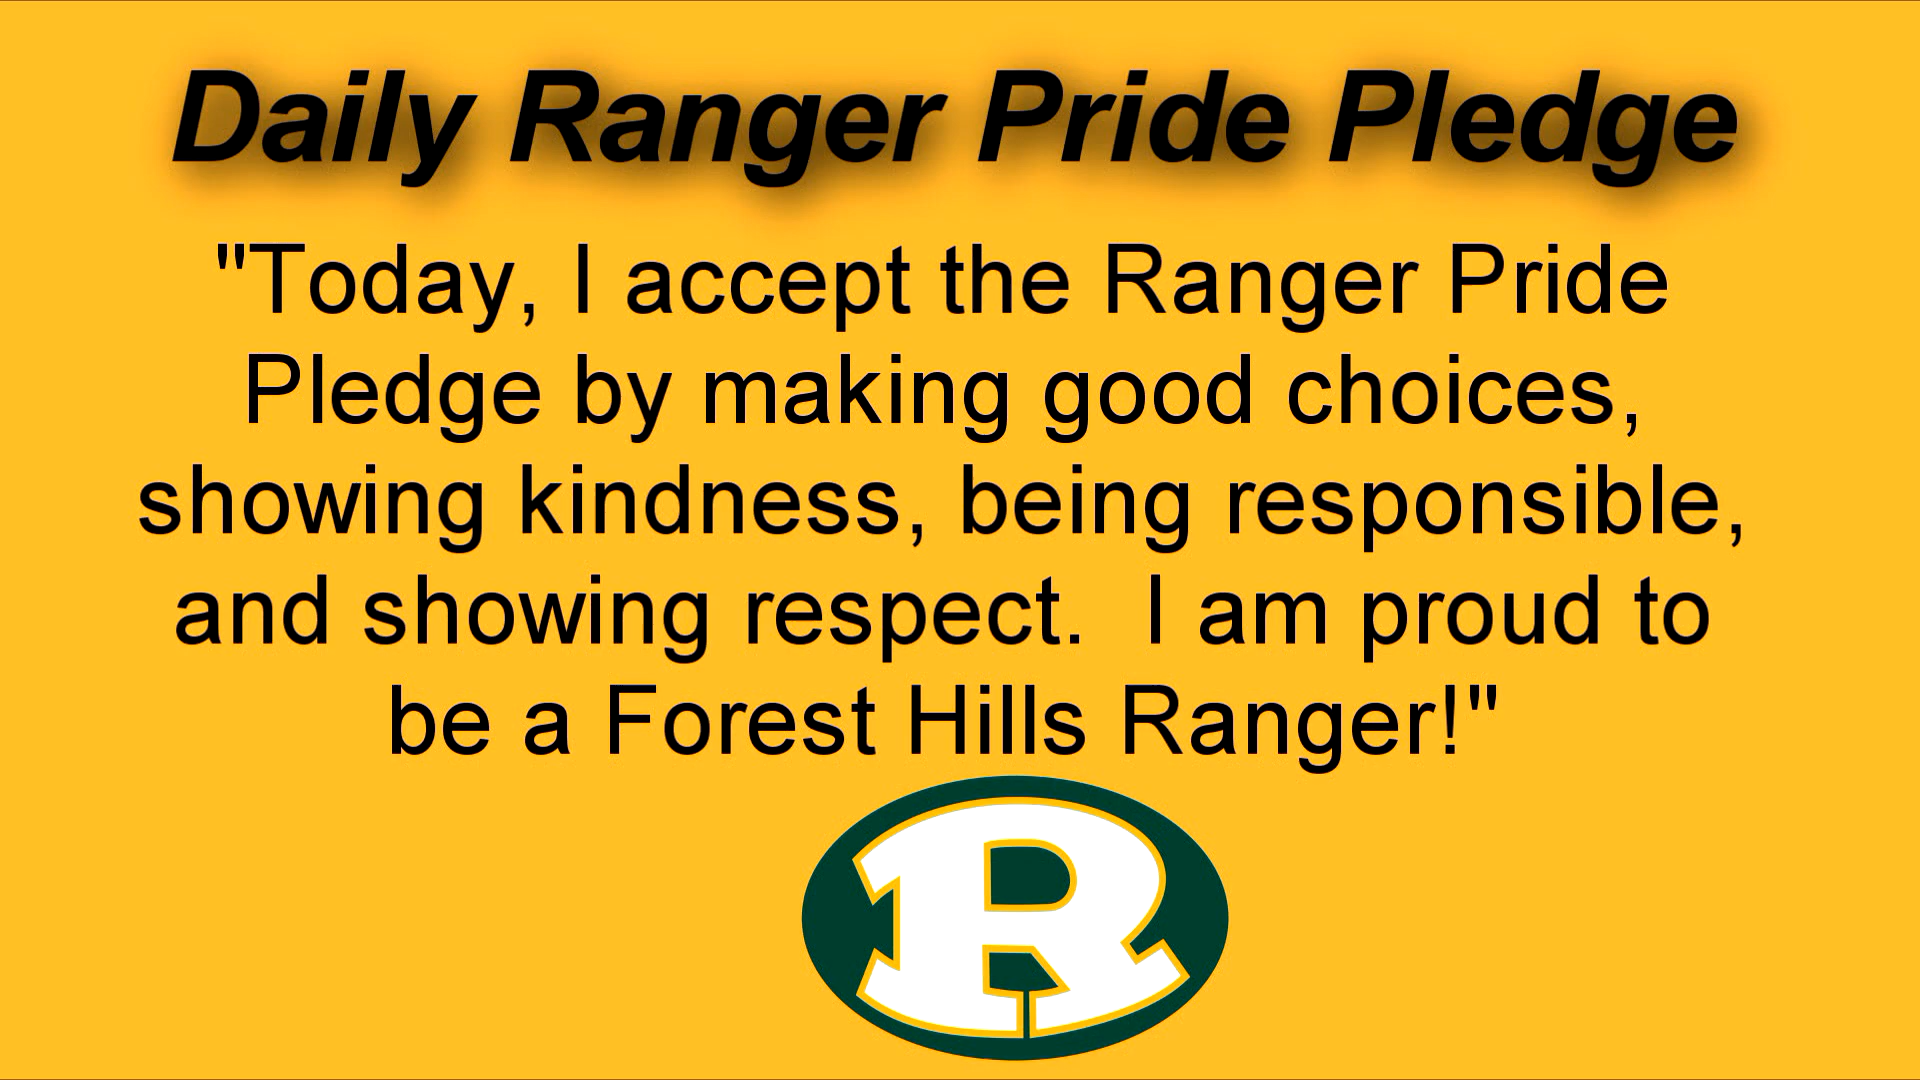 Daily Ranger Pride Pledge
"Today, I accept the Ranger Pride
Pledge by making good choices,
showing kindness, being responsible,
and showing respect.  I am proud to
be a Forest Hills Ranger!"
R